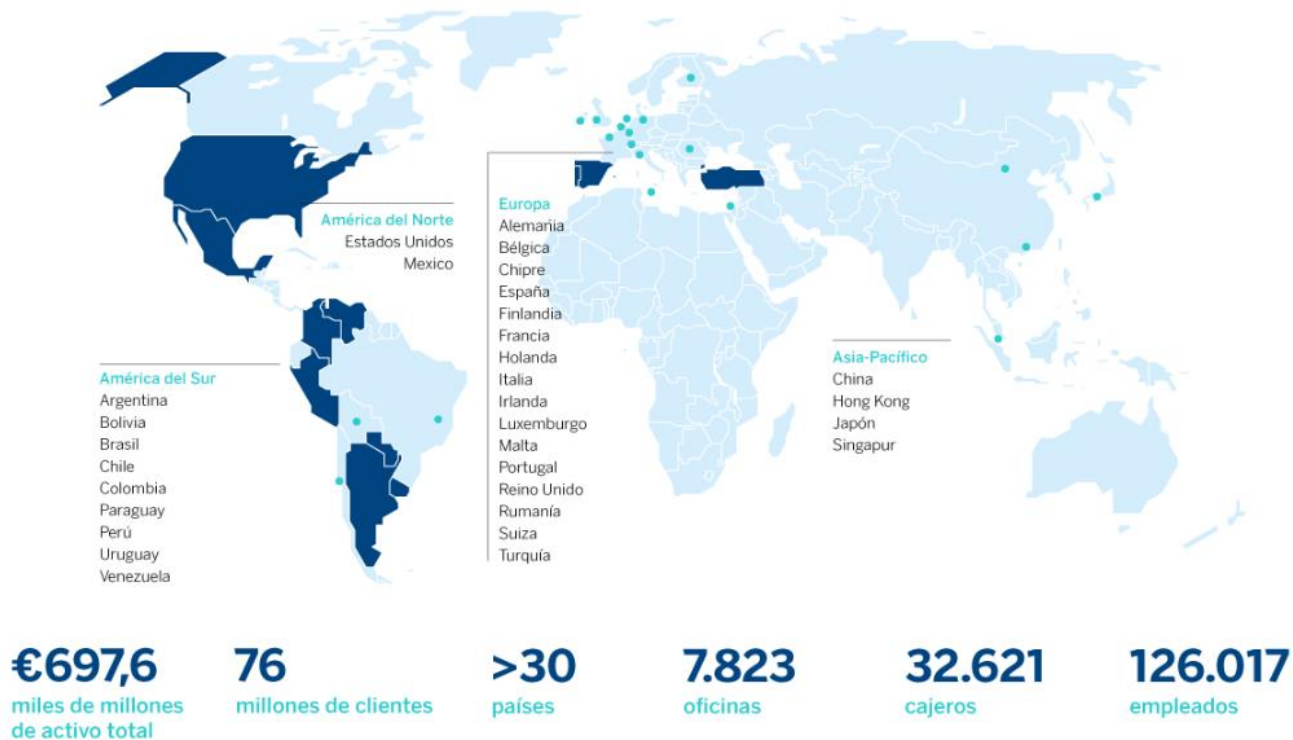 América del Norte
Estados Unidos
Mexico
América del Sur
Argentina
Bolivia
Brasil
Chile
Colombia
Paraguay
Perú
Uruguay
Venezuela
Europa
Alemania
Bélgica
Chipre
España
Finlandia
Francia
Holanda
Italia
Irlanda
Luxemburgo
Malta
Portugal
Reino Unido
Rumanía
Suiza
Turquía
Asia-Pacífico
China
Hong Kong
Japón
Singapur
€697,6
miles de millones
de activo total
76
millones de clientes
>30
países
7.823
oficinas
32.621
cajeros
126.017
empleados